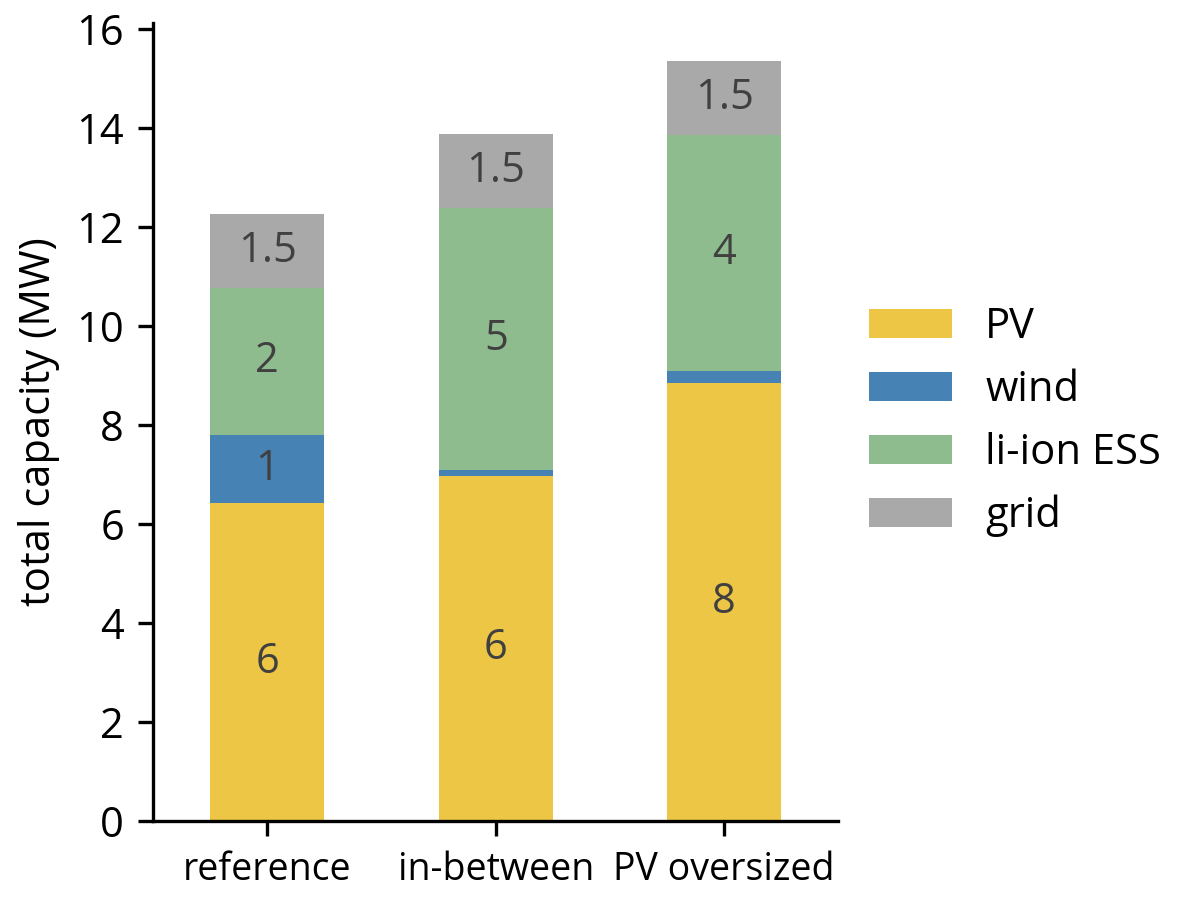 total capacity (MW)
16
14
12
10
8
6
4
2
0
1.5
2
1
6
1.5
5
6
1.5
4
8
reference
in-between
PV oversized
PV
wind
li-ion ESS
grid